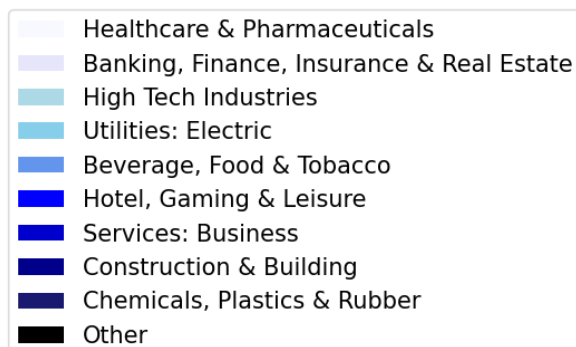 Healthcare & Pharmaceuticals
Banking, Finance, Insurance & Real Estate
High Tech Industries
Utilities: Electric
Beverage, Food & Tobacco
Hotel, Gaming & Leisure
Services: Business
Construction & Building
Chemicals, Plastics & Rubber
Other